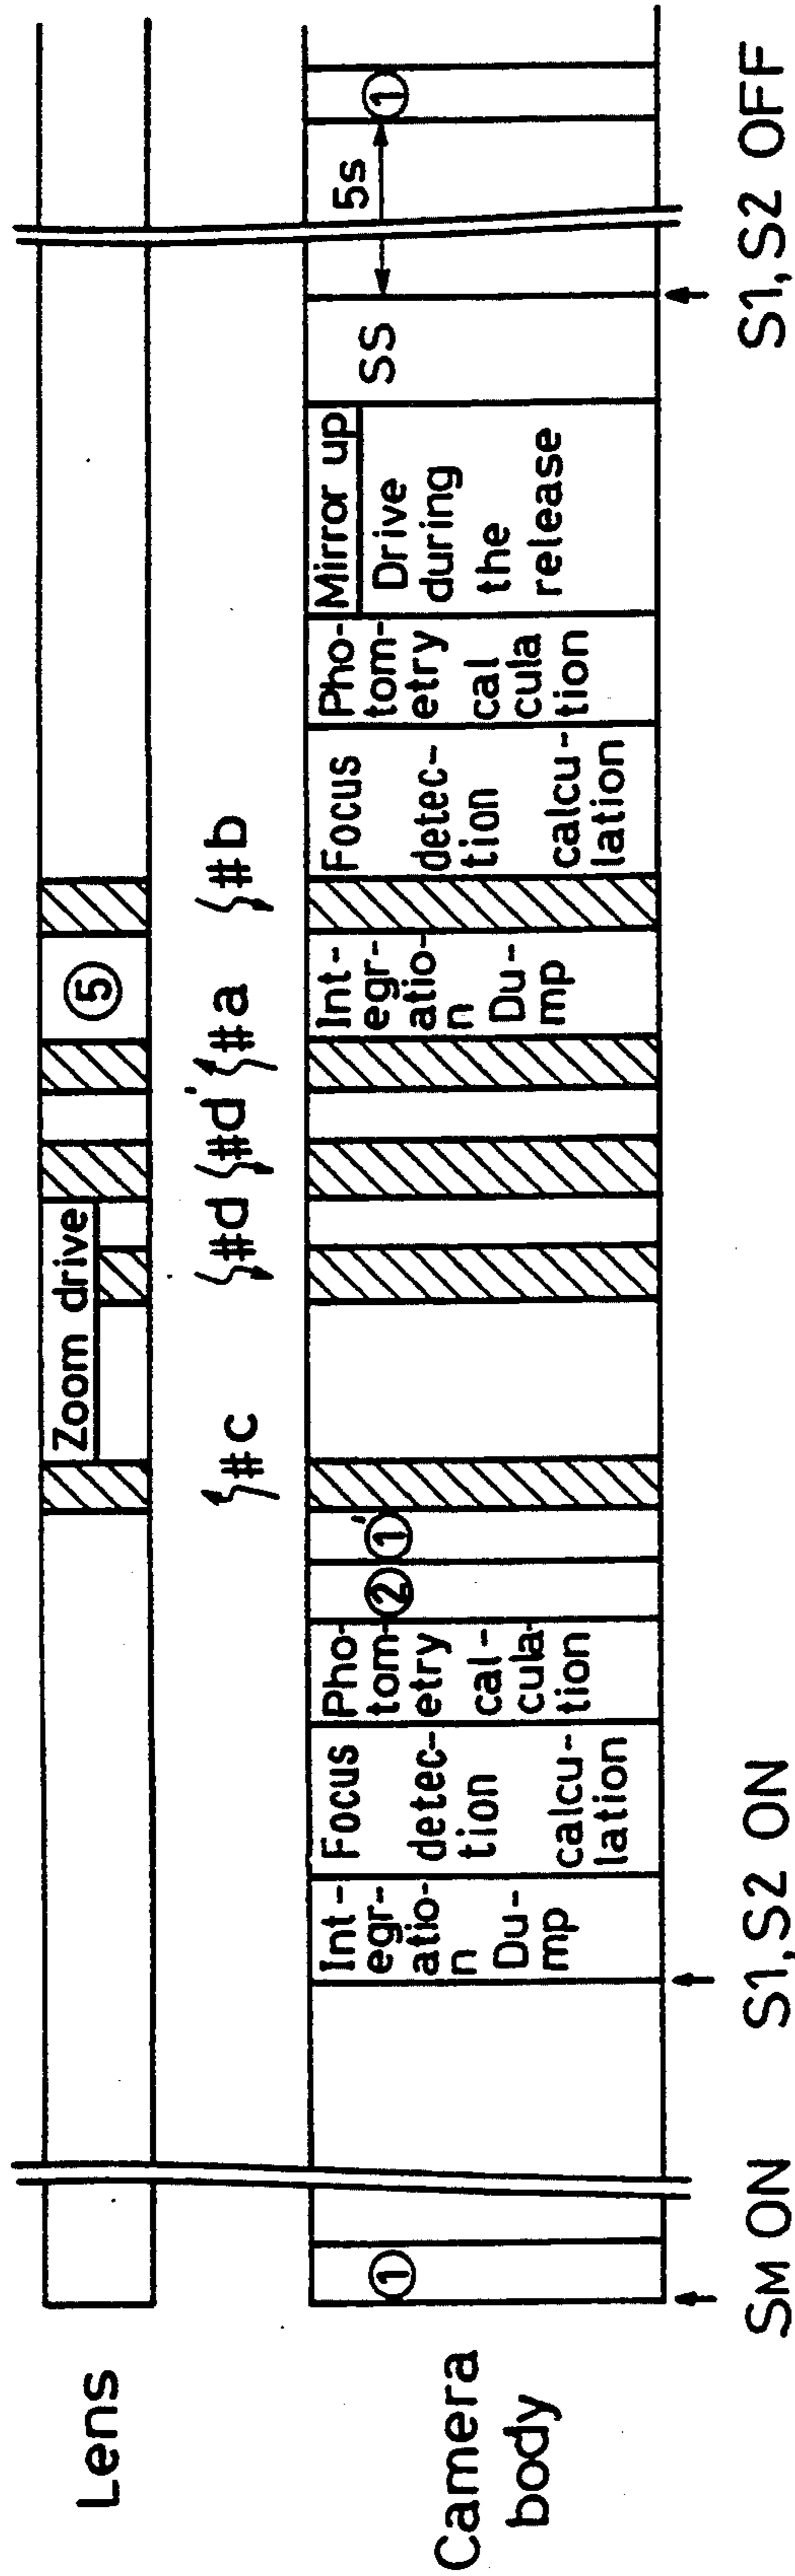 Lens
Zoom drive
⑤
#c
#d
#d'
#a
#b
Camera
body
①
Int-
egr-
atio-
n
Du-
mp
Focus
detec-
tion
calcu-
lation
Pho-
tom-
etry
cal-
cula-
tion
②
①'
Int-
egr-
atio-
n
Du-
mp
Focus
detec-
tion
calcu-
lation
Pho-
tom-
etry
cal
cula
tion
Mirror up
Drive
during
the
release
SS
5s
①
SM ON
S1, S2 ON
S1, S2 OFF